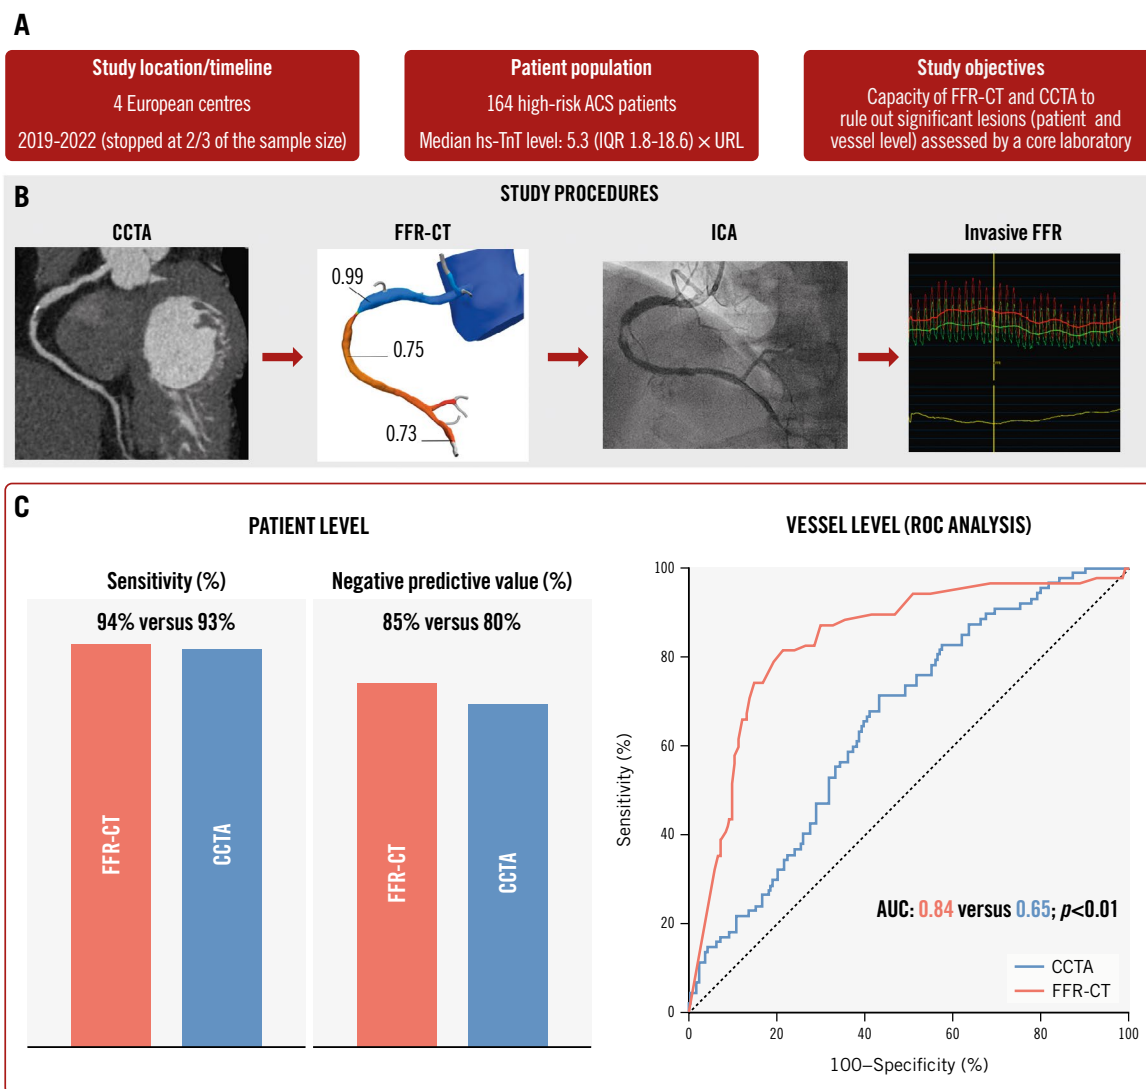 A
Study location/timeline
4 European centres
2019-2022 (stopped at 2/3 of the sample size)
Patient population
164 high-risk ACS patients
Median hs-TnT level: 5.3 (IQR 1.8-18.6) × URL
Study objectives
Capacity of FFR-CT and CCTA to
rule out significant lesions (patient and
vessel level) assessed by a core laboratory
B
STUDY PROCEDURES
CCTA
FFR-CT
ICA
Invasive FFR
0.99
0.75
0.73
C
PATIENT LEVEL
Sensitivity (%)
94% versus 93%
FFR-CT
CCTA
Negative predictive value (%)
85% versus 80%
FFR-CT
CCTA
VESSEL LEVEL (ROC ANALYSIS)
Sensitivity (%)
100
80
60
40
20
0
AUC: 0.84 versus 0.65; p<0.01
CCTA
FFR-CT
0
20
40
60
80
100
100–Specificity (%)